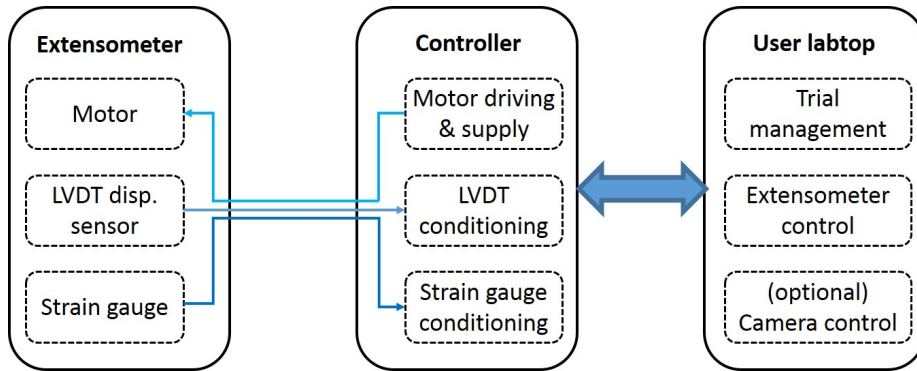 Extensometer
Motor
LVDT disp.
sensor
Strain gauge
Controller
Motor driving
& supply
LVDT
conditioning
Strain gauge
conditioning
User labtop
Trial
management
Extensometer
control
(optional)
Camera control